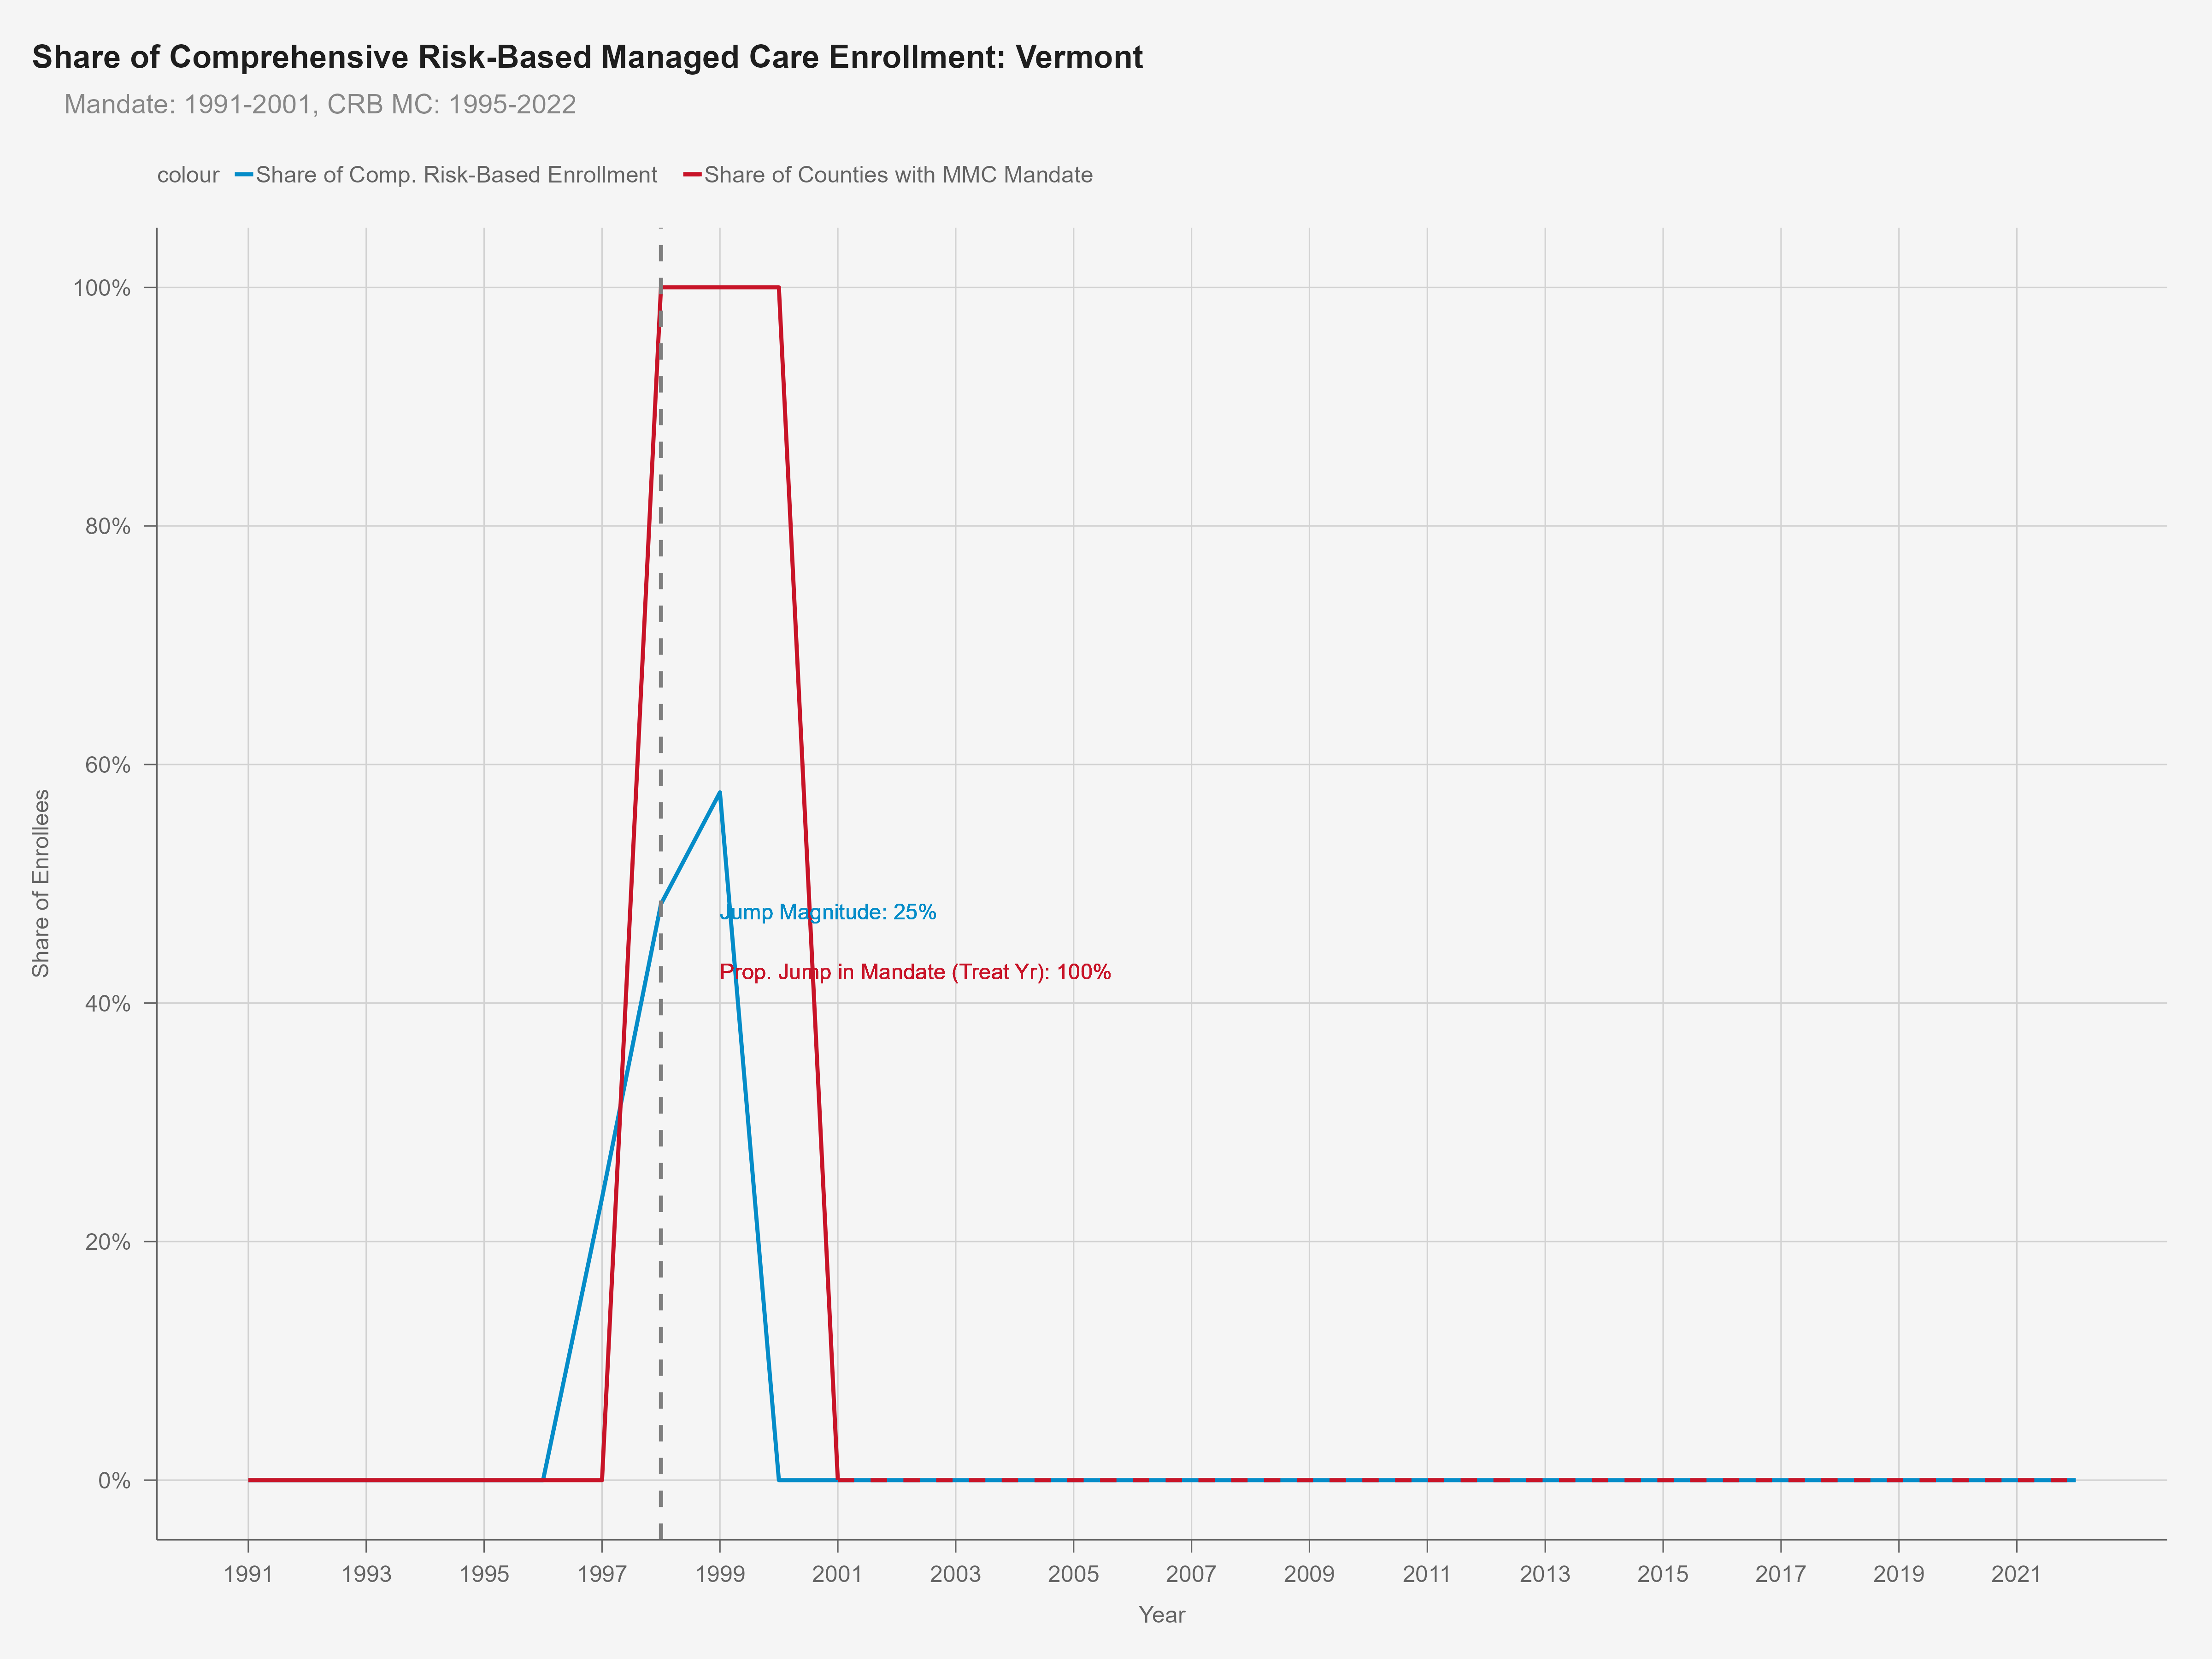 Share of Comprehensive Risk-Based Managed Care Enrollment: Vermont
Mandate: 1991-2001, CRB MC: 1995-2022
colour Share of Comp. Risk-Based Enrollment Share of Counties with MMC Mandate
100%
80%
60%
40%
20%
0%
Share of Enrollees
Jump Magnitude: 25%
Prop. Jump in Mandate (Treat Yr): 100%
1991 1993 1995 1997 1999 2001 2003 2005 2007 2009 2011 2013 2015 2017 2019 2021
Year